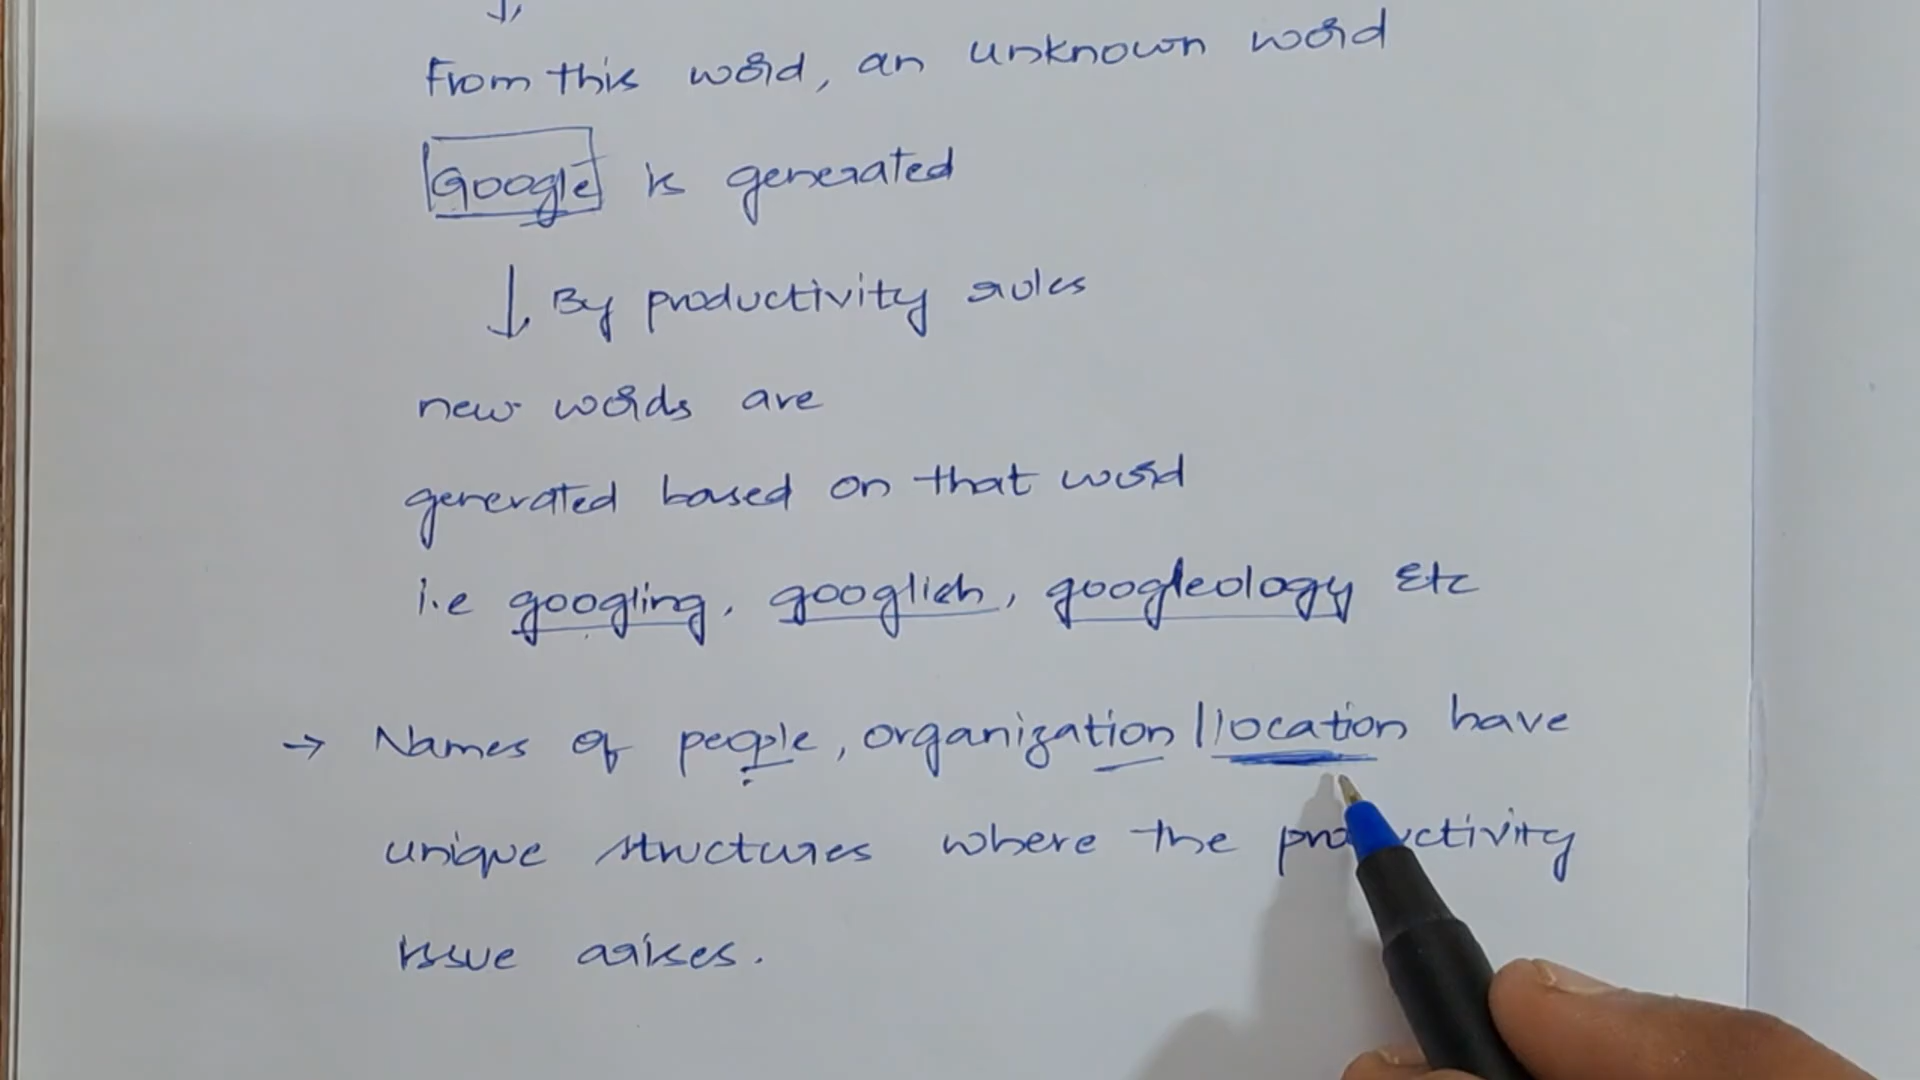 From this word, an unknown word
Google is generated
↓ By productivity rules
new words are
generated based on that word
i.e googling, googlish, googleology Etc
→ Names of people, organization / location have
unique structures where the productivity
issue arises.